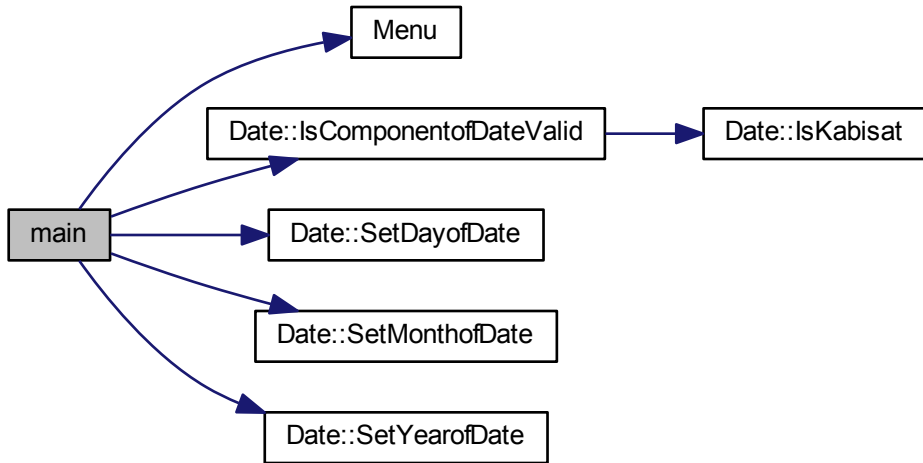 Menu
Date::IsComponentofDateValid
Date::IsKabisat
main
Date::SetDayofDate
Date::SetMonthofDate
Date::SetYearofDate